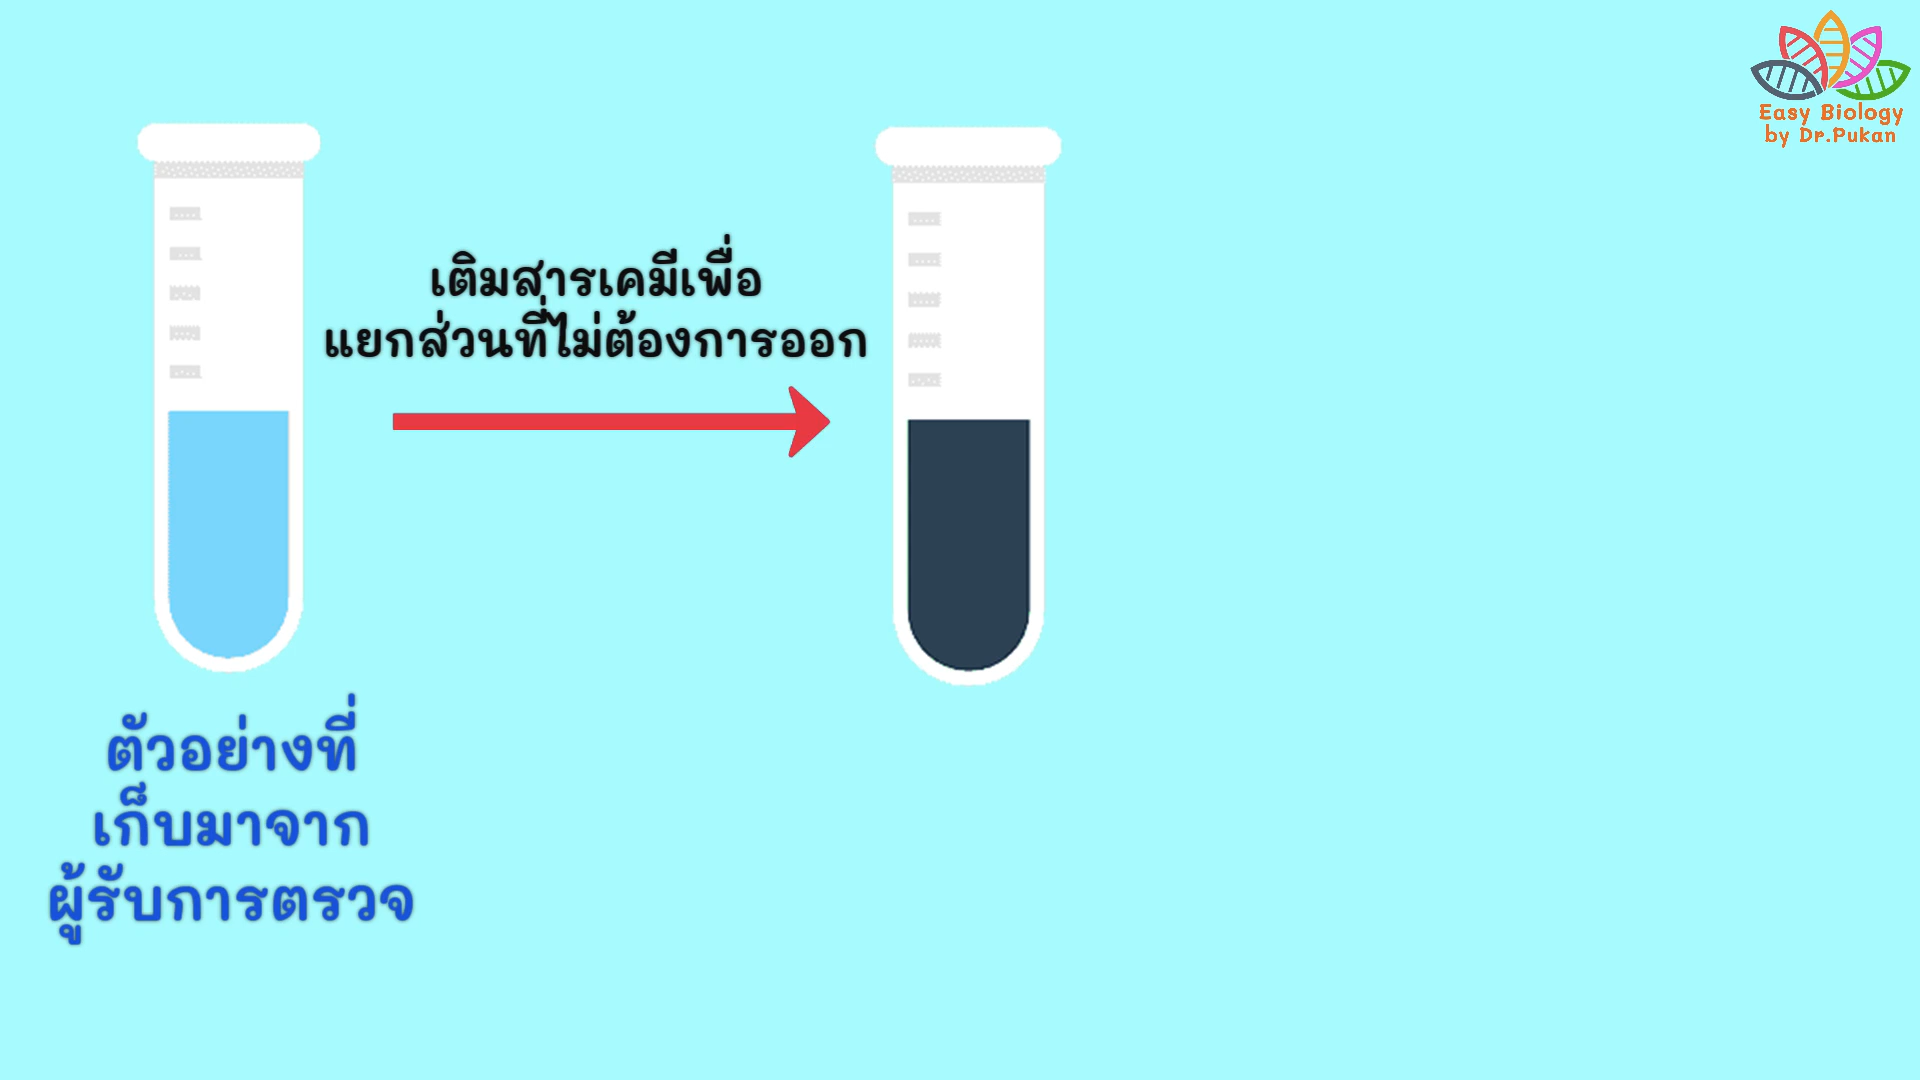 Easy Biology
by Dr.Pukan
เติมสารเคมีเพื่อ
แยกส่วนที่ไม่ต้องการออก
ตัวอย่างที่
เก็บมาจาก
ผู้รับการตรวจ